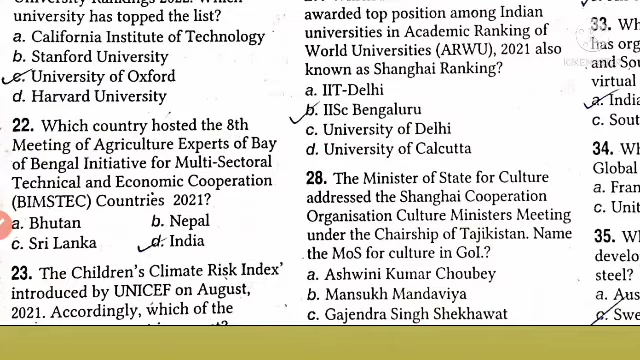 University Rankings 2022. Which
university has topped the list?
a. California Institute of Technology
b. Stanford University
c. University of Oxford
d. Harvard University
22. Which country hosted the 8th
Meeting of Agriculture Experts of Bay
of Bengal Initiative for Multi-Sectoral
Technical and Economic Cooperation
(BIMSTEC) Countries 2021?
a. Bhutan b. Nepal
c. Sri Lanka d. India
23. The Children's Climate Risk Index'
introduced by UNICEF on August,
2021. Accordingly, which of the
awarded top position among Indian
universities in Academic Ranking of
World Universities (ARWU), 2021 also
known as Shanghai Ranking?
a. IIT-Delhi
b. IISc Bengaluru
c. University of Delhi
d. University of Calcutta
28. The Minister of State for Culture
addressed the Shanghai Cooperation
Organisation Culture Ministers Meeting
under the Chairship of Tajikistan. Name
the MoS for culture in GoI.
a. Ashwini Kumar Choubey
b. Mansukh Mandaviya
c. Gajendra Singh Shekhawat
33. Wh
has org
and Sou
virtual
a. India
c. Sout
34. Wh
Global
a. Fran
c. Unit
35. W
develo
steel?
a. Aus
c. Swe